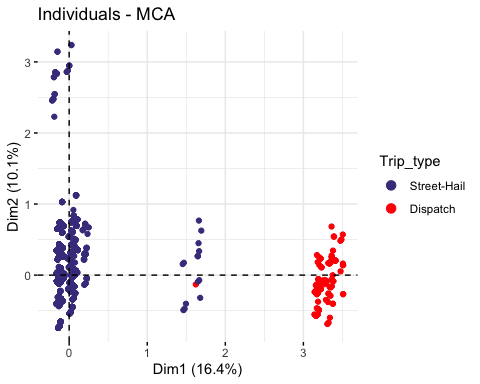 Individuals - MCA
3
2
1
0
Dim2 (10.1%)
0
1
2
3
Dim1 (16.4%)
Trip_type
Street-Hail
Dispatch